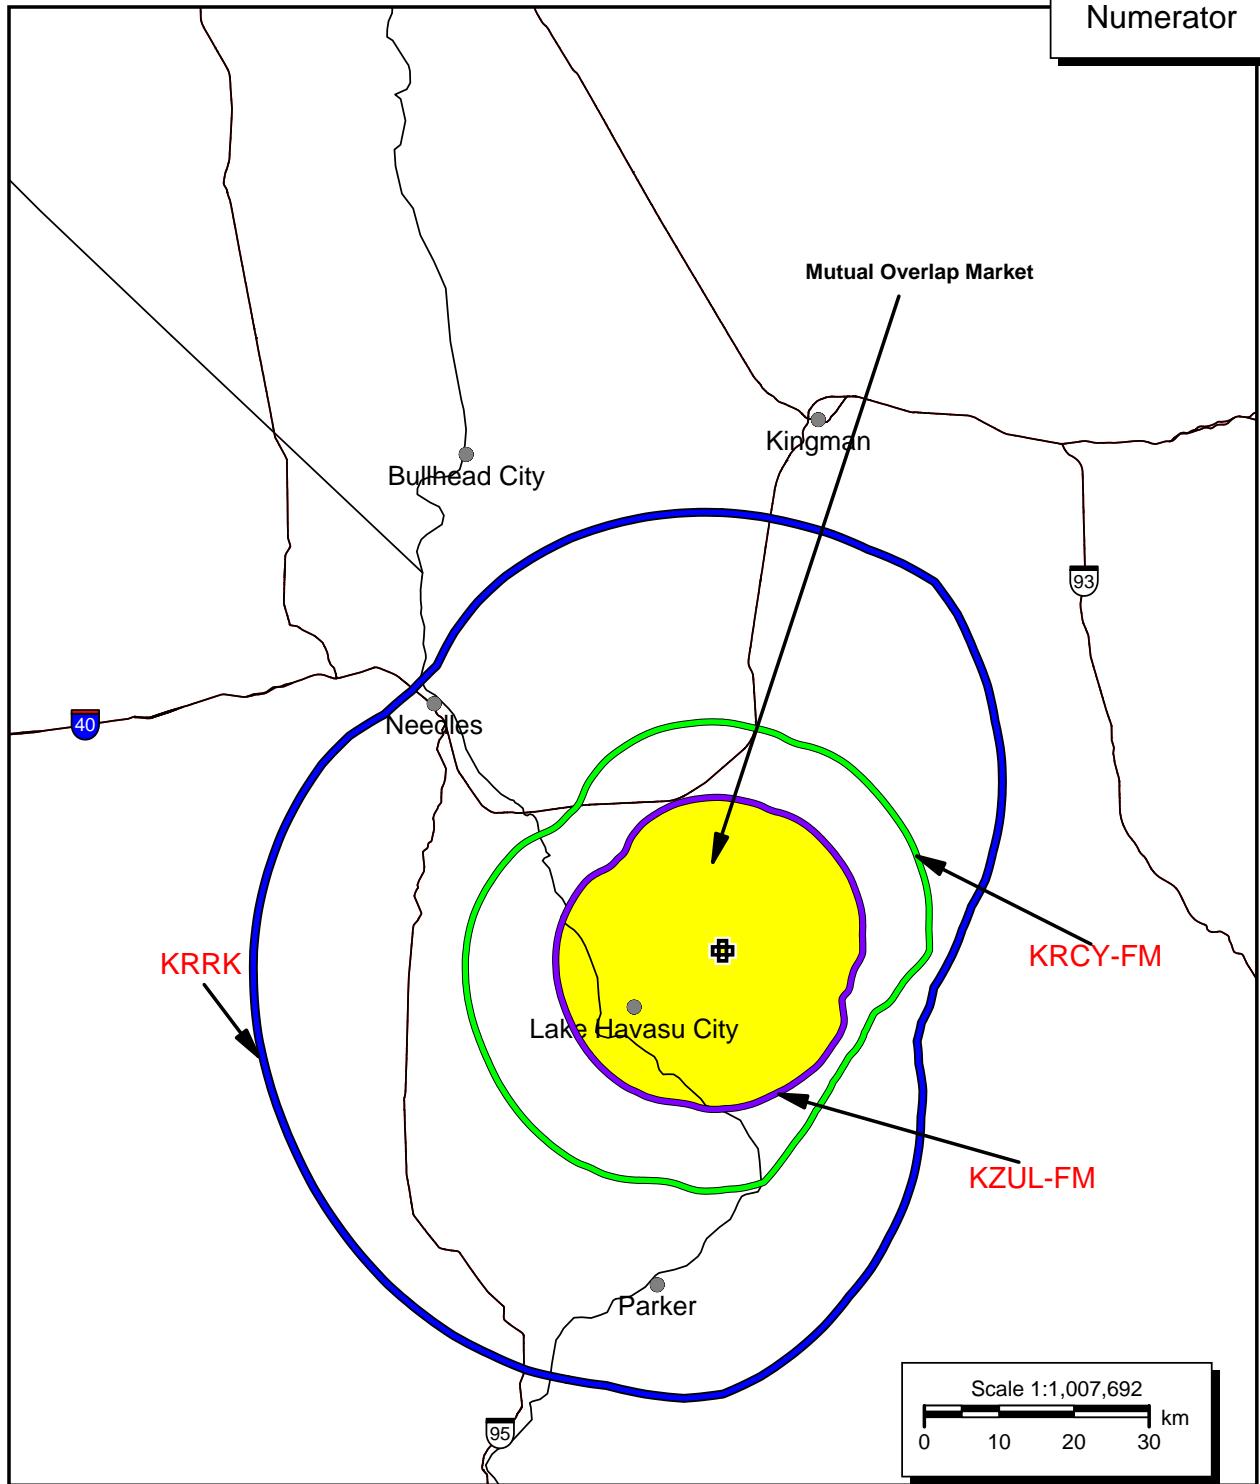 Numerator
Mutual Overlap Market
Kingman
Bullhead City
93
40
Needles
KRRK
KRCY-FM
Lake Havasu City
KZUL-FM
Parker
95
Scale 1:1,007,692
km
0 10 20 30